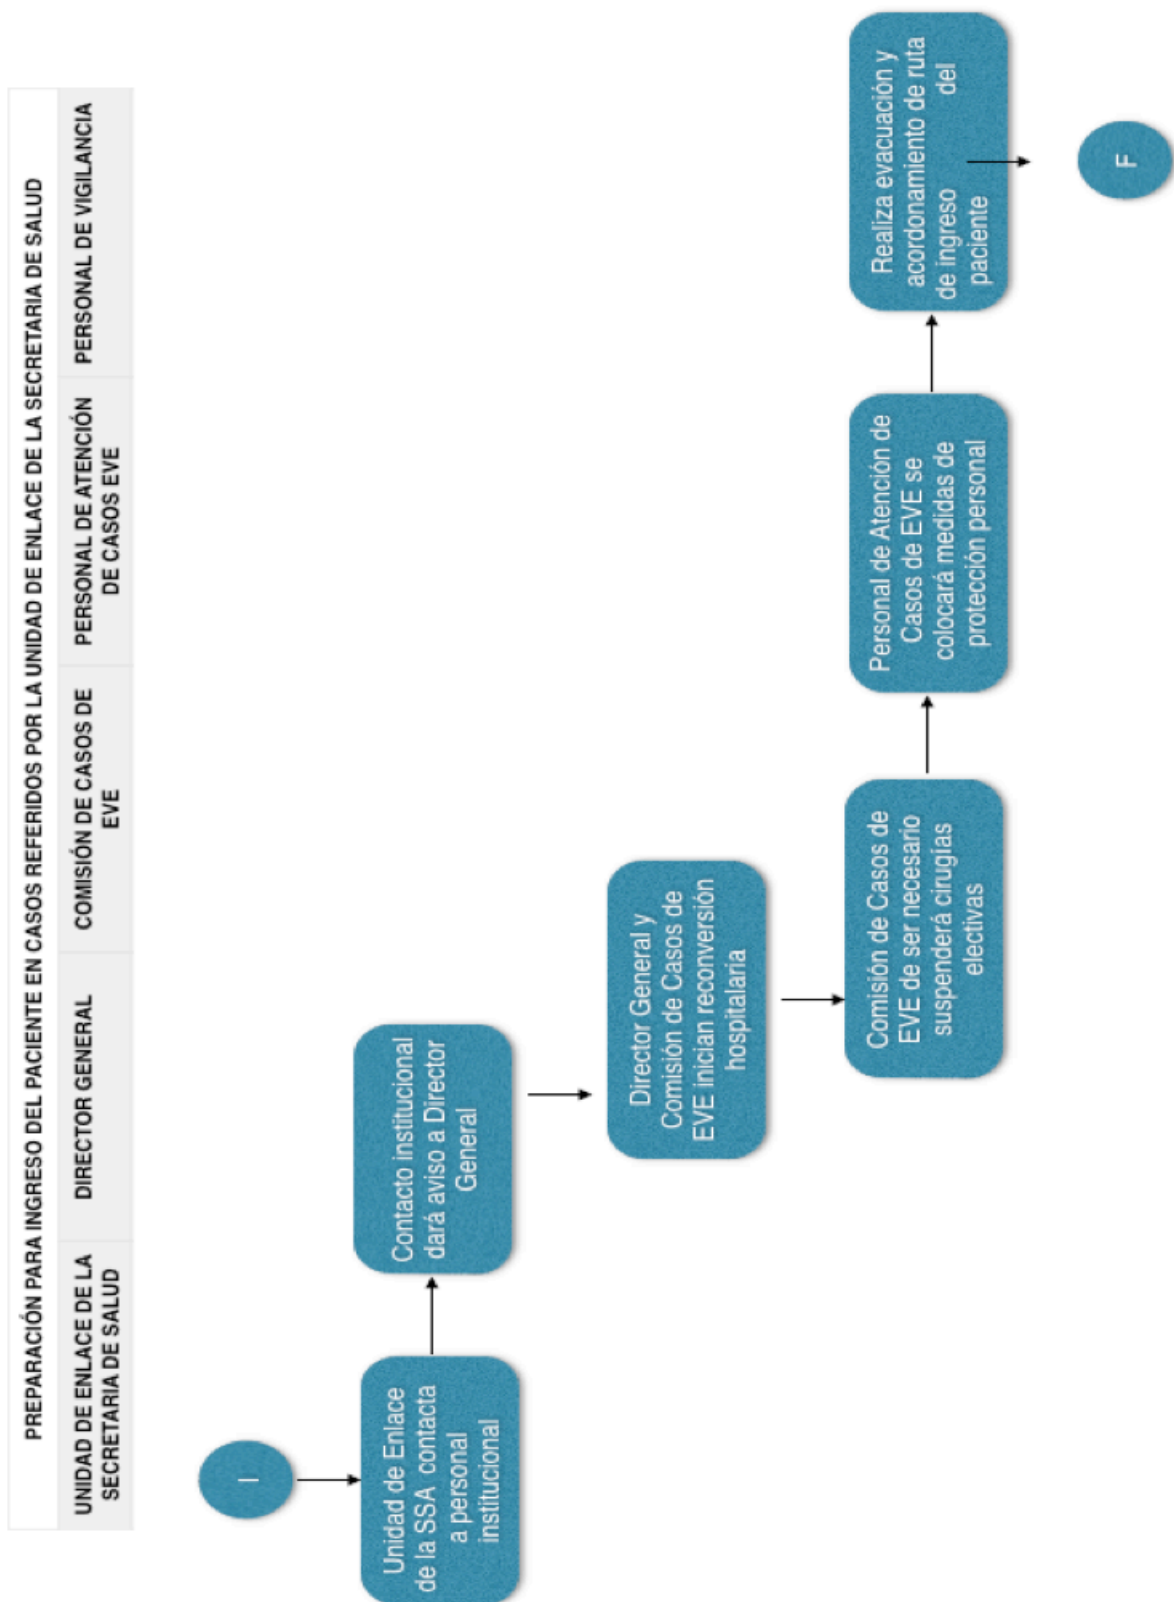 PREPARACIÓN PARA INGRESO DEL PACIENTE EN CASOS REFERIDOS POR LA UNIDAD DE ENLACE DE LA SECRETARIA DE SALUD
UNIDAD DE ENLACE DE LA
SECRETARIA DE SALUD
DIRECTOR GENERAL
COMISIÓN DE CASOS DE
EVE
PERSONAL DE ATENCIÓN
DE CASOS EVE
PERSONAL DE VIGILANCIA
I
Unidad de Enlace
de la SSA contacta
a personal
institucional
Contacto institucional
dará aviso a Director
General
Director General y
Comisión de Casos de
EVE inician reconversión
hospitalaria
Comisión de Casos de
EVE de ser necesario
suspenderá cirugías
electivas
Personal de Atención de
Casos de EVE se
colocará medidas de
protección personal
Realiza evacuación y
acordonamiento de ruta
de ingreso del
paciente
F